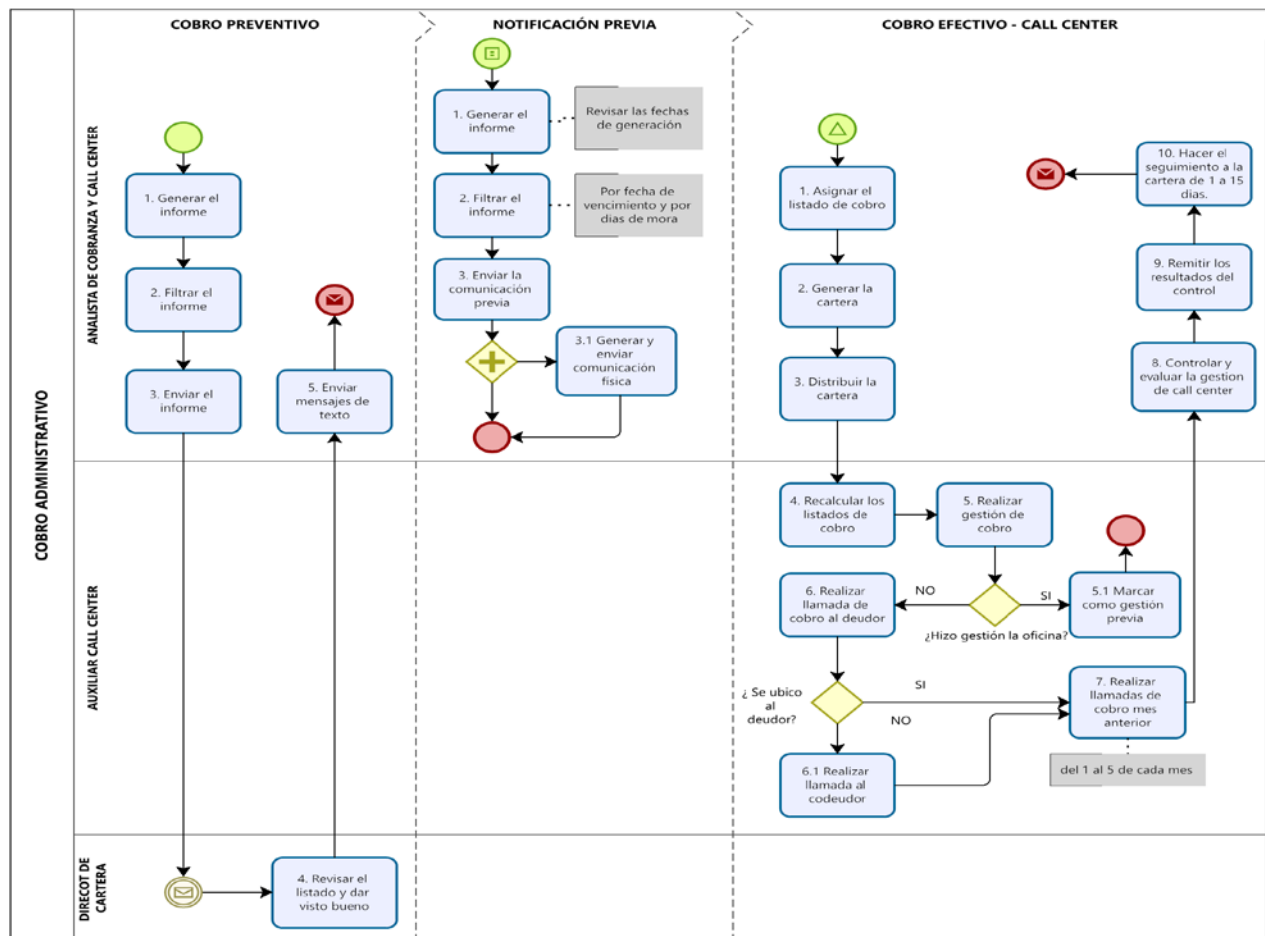 COBRO ADMINISTRATIVO
COBRO PREVENTIVO
NOTIFICACIÓN PREVIA
COBRO EFECTIVO - CALL CENTER
ANALISTA DE COBRANZA Y CALL CENTER
1. Generar el
informe
2. Filtrar el
informe
3. Enviar el
informe
5. Enviar
mensajes de
texto
1. Generar el
informe
Revisar las fechas
de generación
2. Filtrar el
informe
Por fecha de
vencimiento y por
días de mora
3. Enviar la
comunicación
previa
3.1 Generar y
enviar
comunicación
física
1. Asignar el
listado de cobro
2. Generar la
cartera
3. Distribuir la
cartera
10. Hacer el
seguimiento a la
cartera de 1 a 15
días.
9. Remitir los
resultados del
control
8. Controlar y
evaluar la gestion
de call center
AUXILIAR CALL CENTER
4. Recalcular los
listados de
cobro
5. Realizar
gestión de
cobro
¿Hizo gestión la oficina?
NO
SI
5.1 Marcar
como gestión
previa
6. Realizar
llamada de
cobro al deudor
¿ Se ubico
al
deudor?
SI
NO
7. Realizar
llamadas de
cobro mes
anterior
del 1 al 5 de cada mes
6.1 Realizar
llamada al
codeudor
DIRECOT DE
CARTERA
4. Revisar el
listado y dar
visto bueno